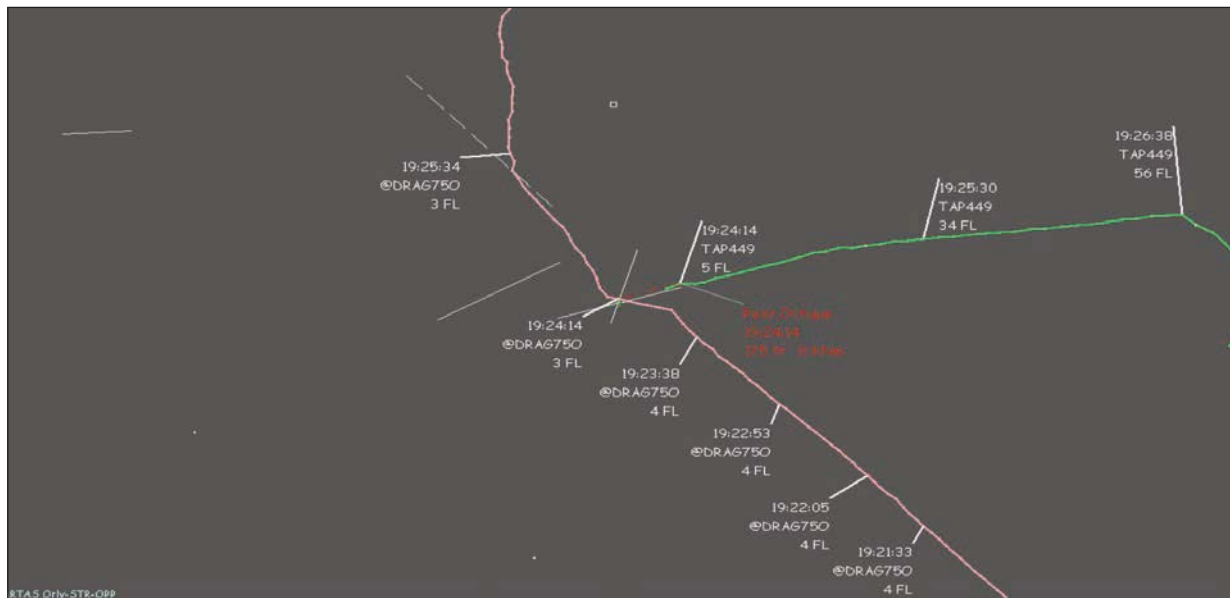 19:25:34
@DRAG750
3 FL
19:26:38
TAP449
56 FL
19:25:30
TAP449
34 FL
19:24:14
TAP449
5 FL
19:24:14
@DRAG750
3 FL
19:24:14
19:23:38
@DRAG750
4 FL
19:22:53
@DRAG750
4 FL
19:22:05
@DRAG750
4 FL
19:21:33
@DRAG750
4 FL
RTAS Orly-STR-OPP